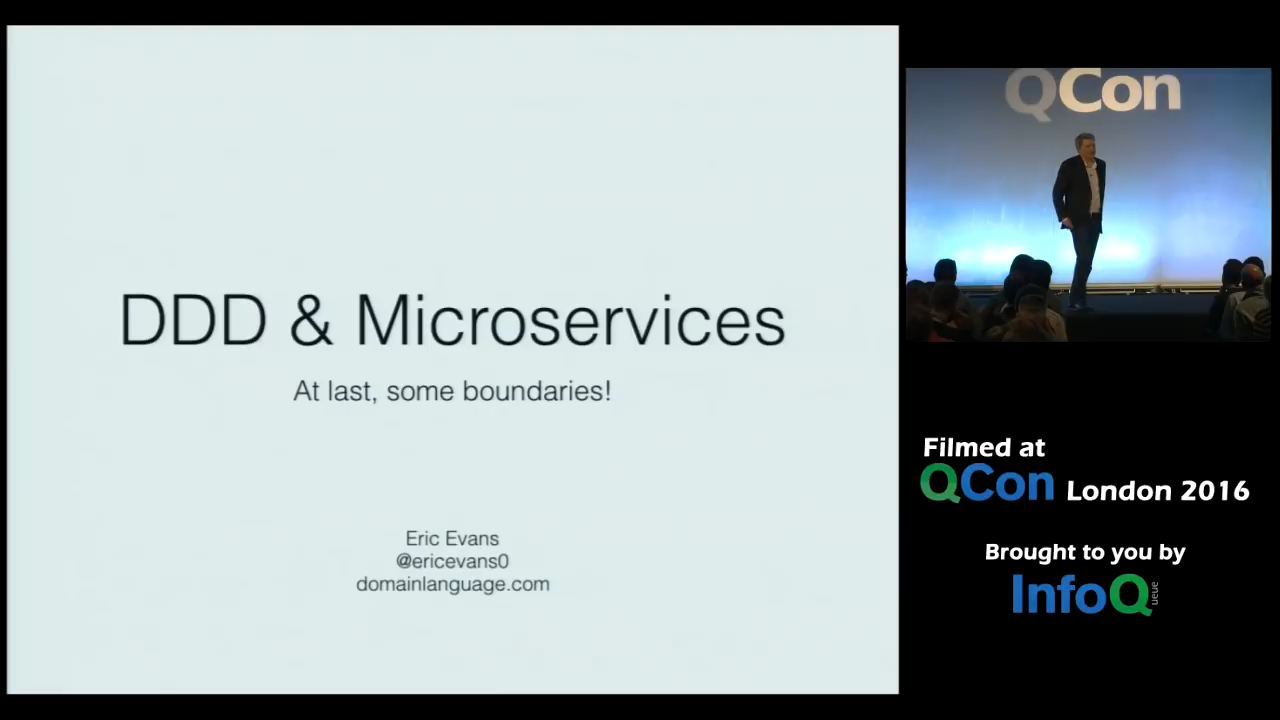 DDD & Microservices
At last, some boundaries!
Eric Evans
@ericevans0
domainlanguage.com
QCon
Filmed at
QCon London 2016
Brought to you by
InfoQ
ueue